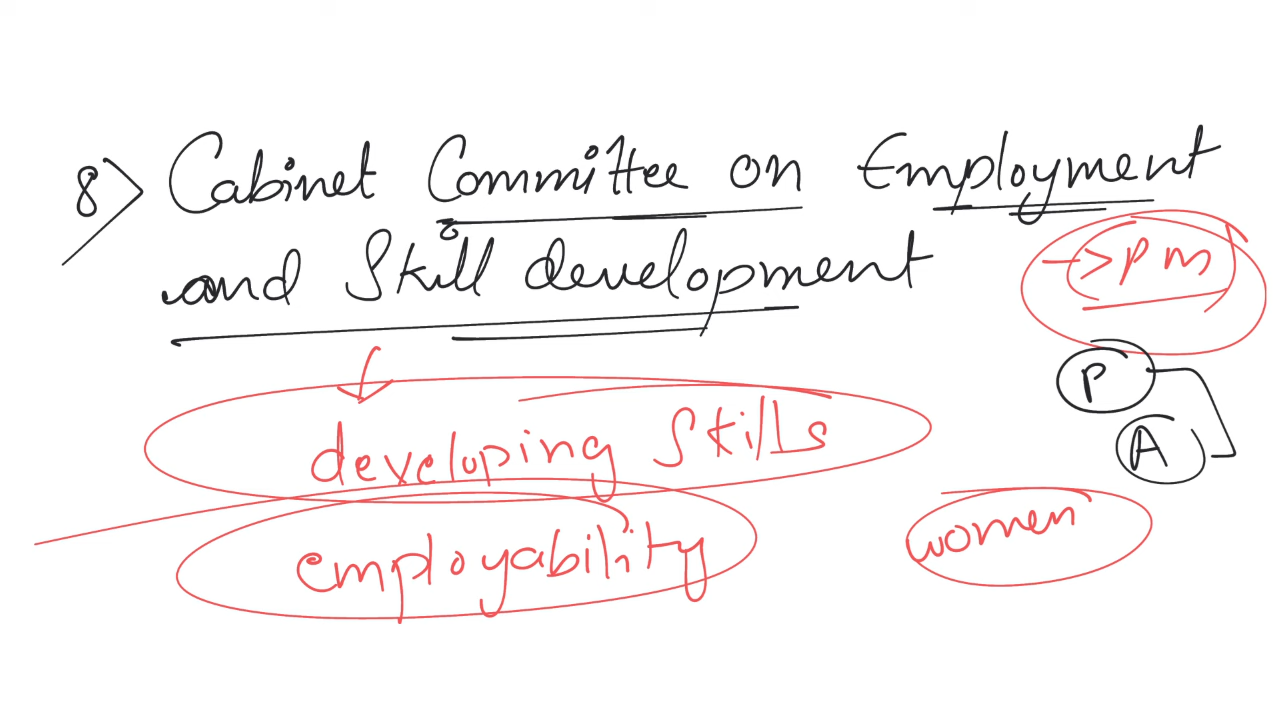 8> Cabinet Committee on Employment
and Skill development
→ pm
P
A
developing skills
employability
women